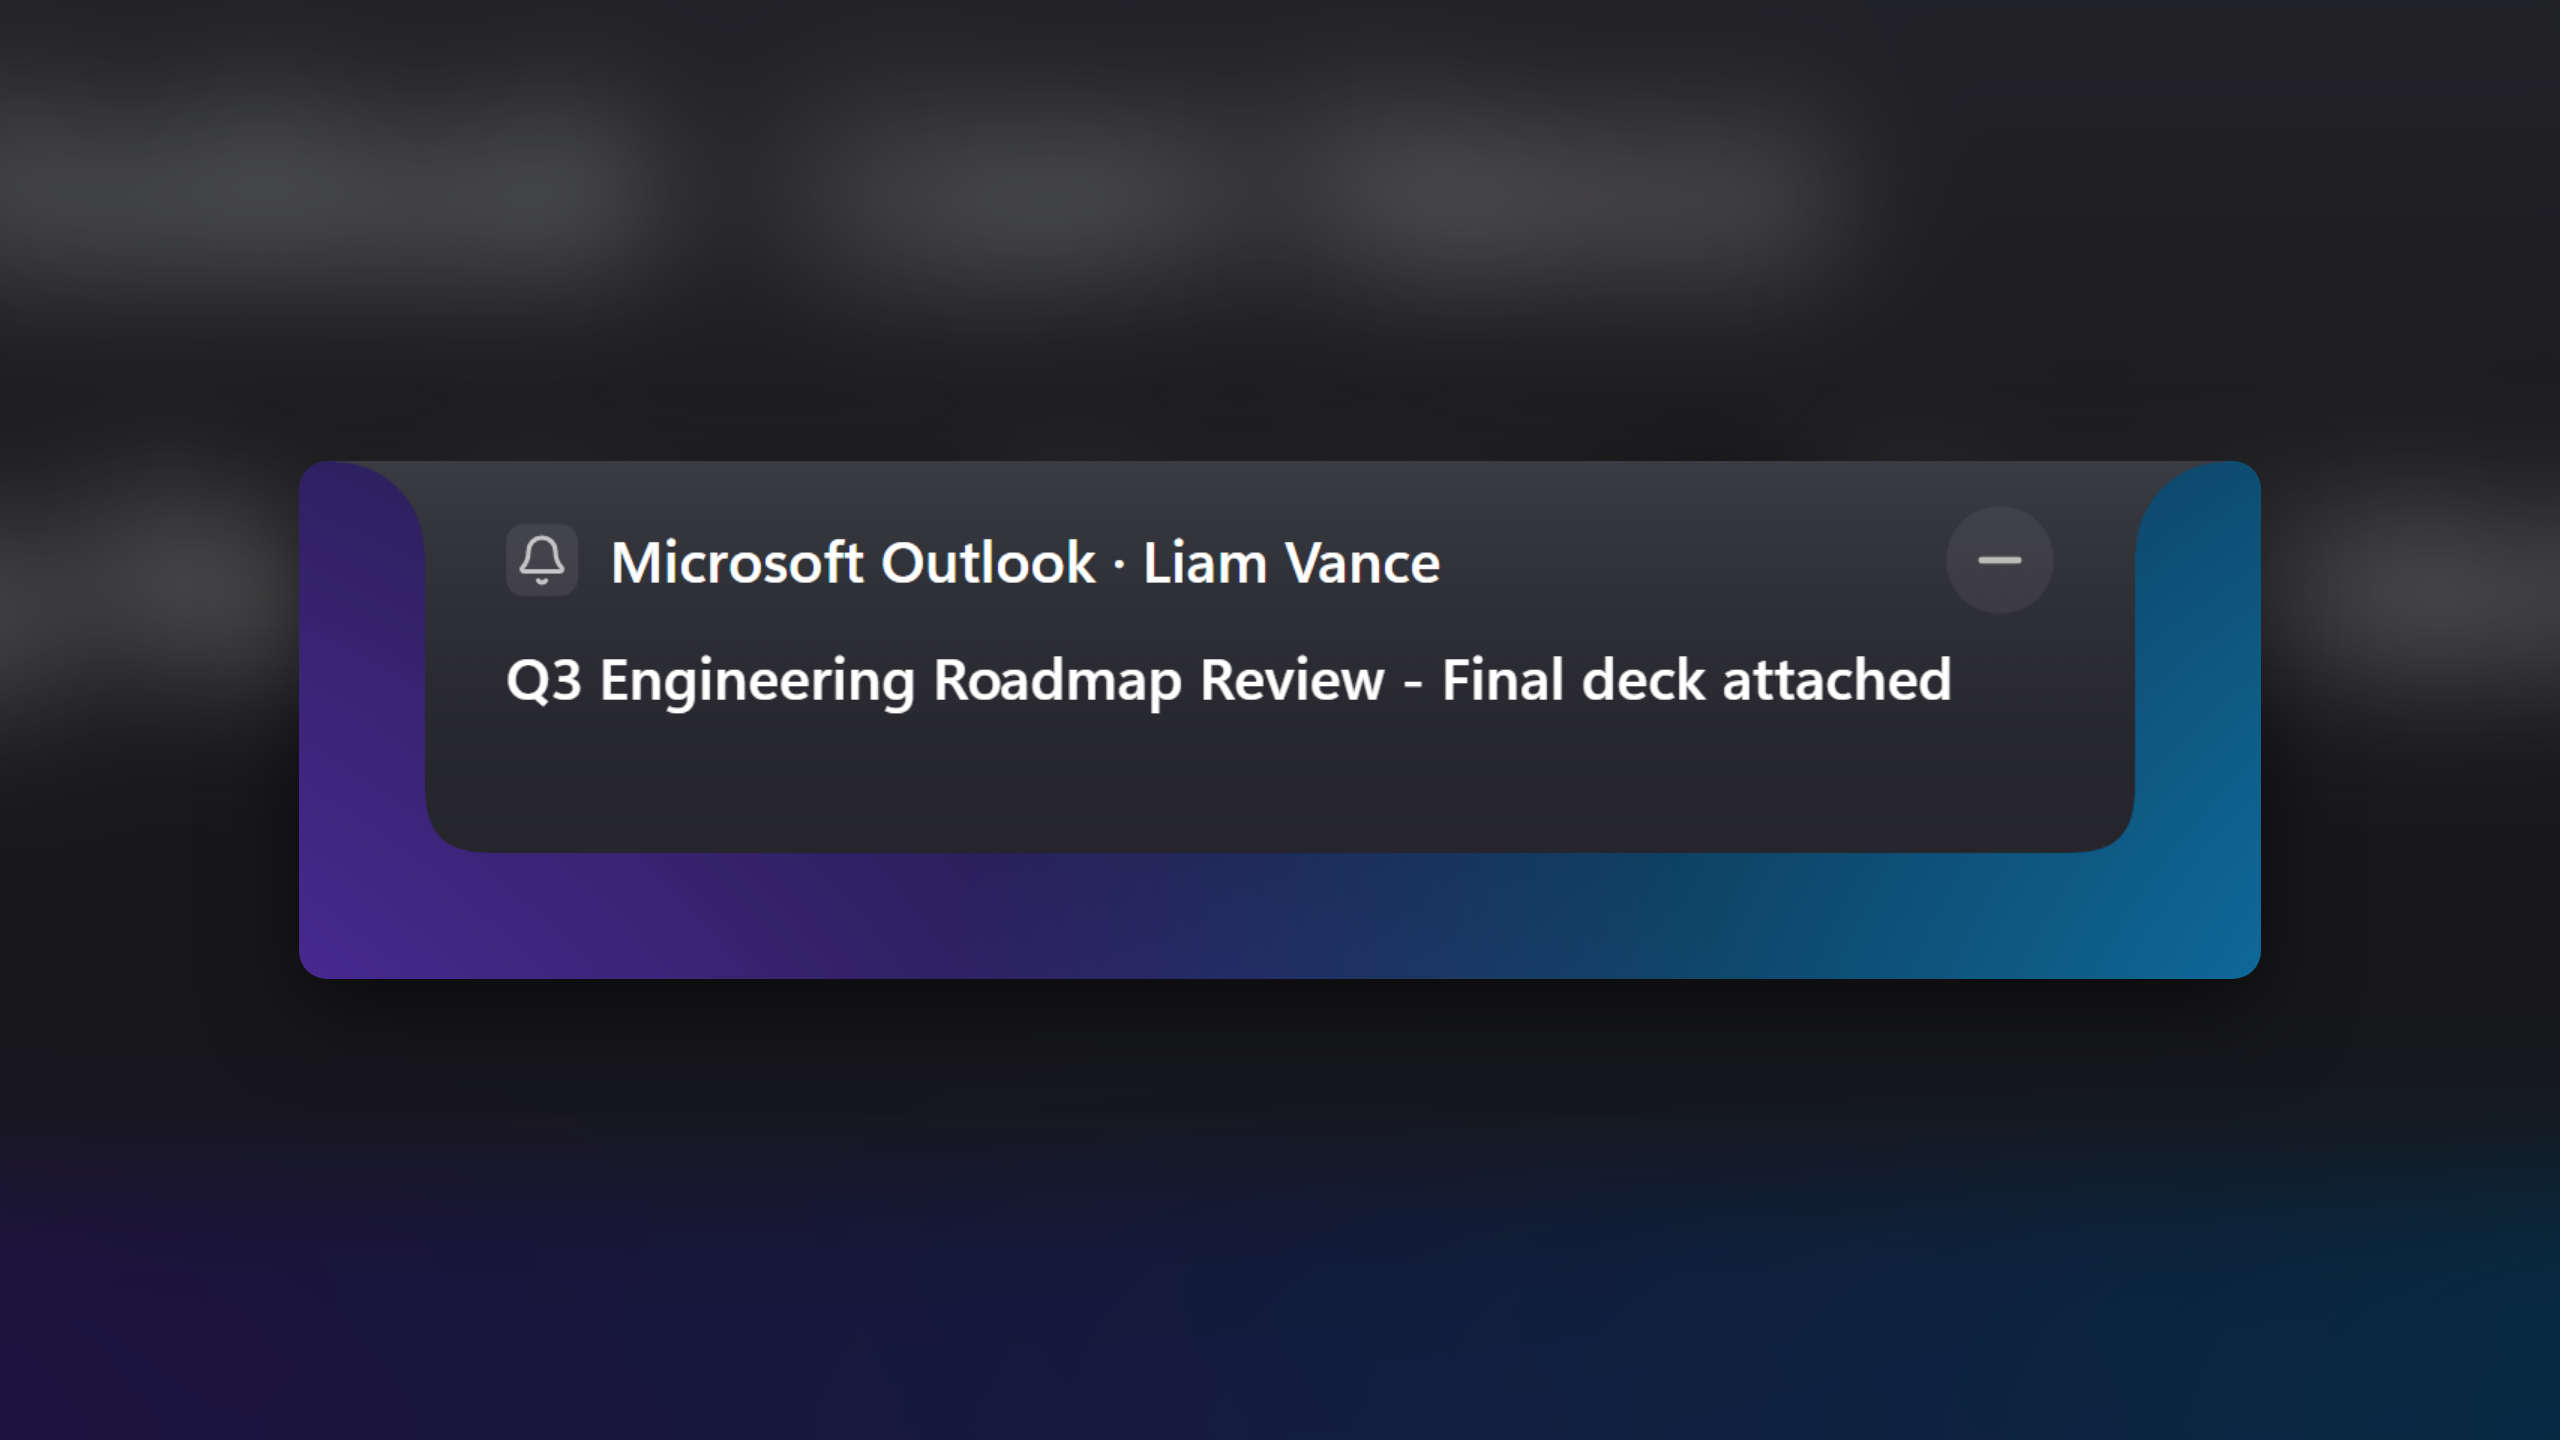 Microsoft Outlook · Liam Vance
Q3 Engineering Roadmap Review - Final deck attached